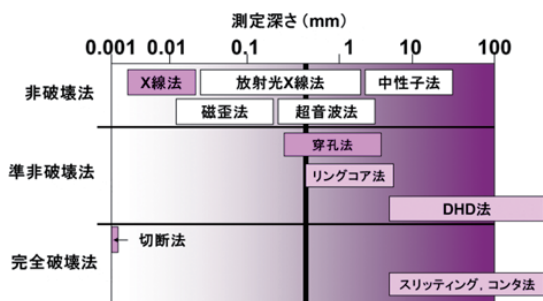 測定深さ（mm）
0.001 0.01 0.1 1 10 100
非破壊法
X線法 放射光X線法 中性子法
磁歪法 超音波法
準非破壊法
穿孔法
リングコア法
DHD法
完全破壊法
切断法
スリッティング，コンタ法